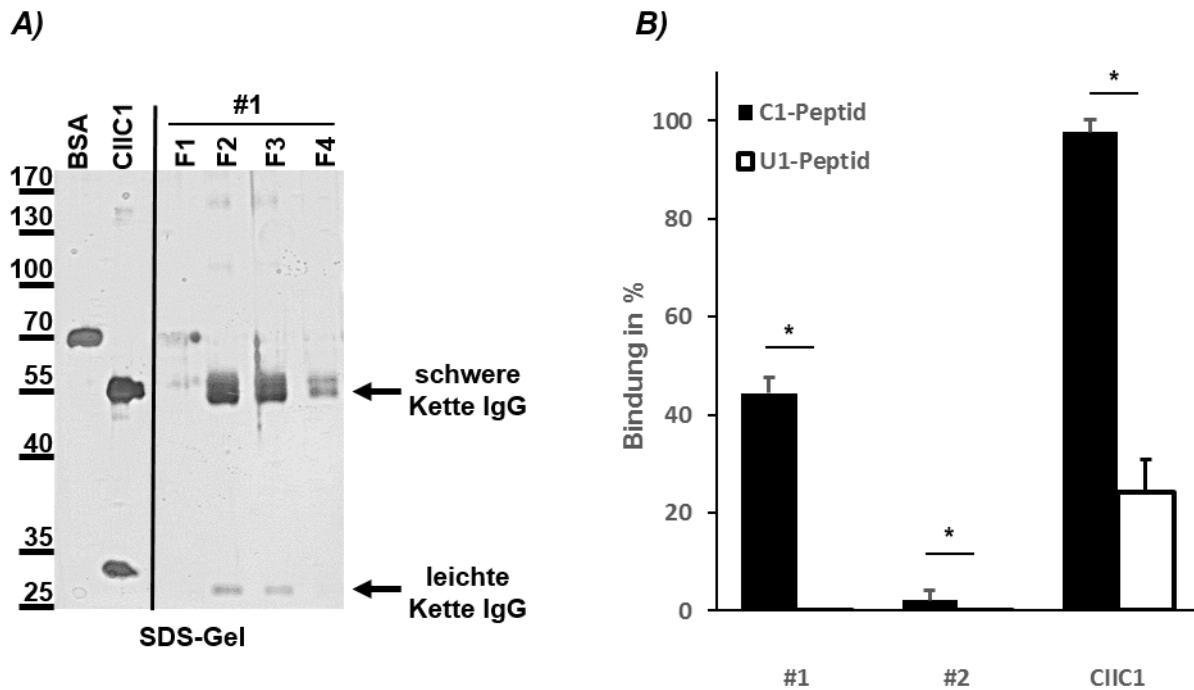 A)
BSA
CIIC1
#1
F1
F2
F3
F4
170
130
100
70
55
40
35
25
schwere
Kette IgG
leichte
Kette IgG
SDS-Gel
B)
Bindung in %
100
80
60
40
20
0
C1-Peptid
U1-Peptid
*
*
*
#1
#2
CIIC1